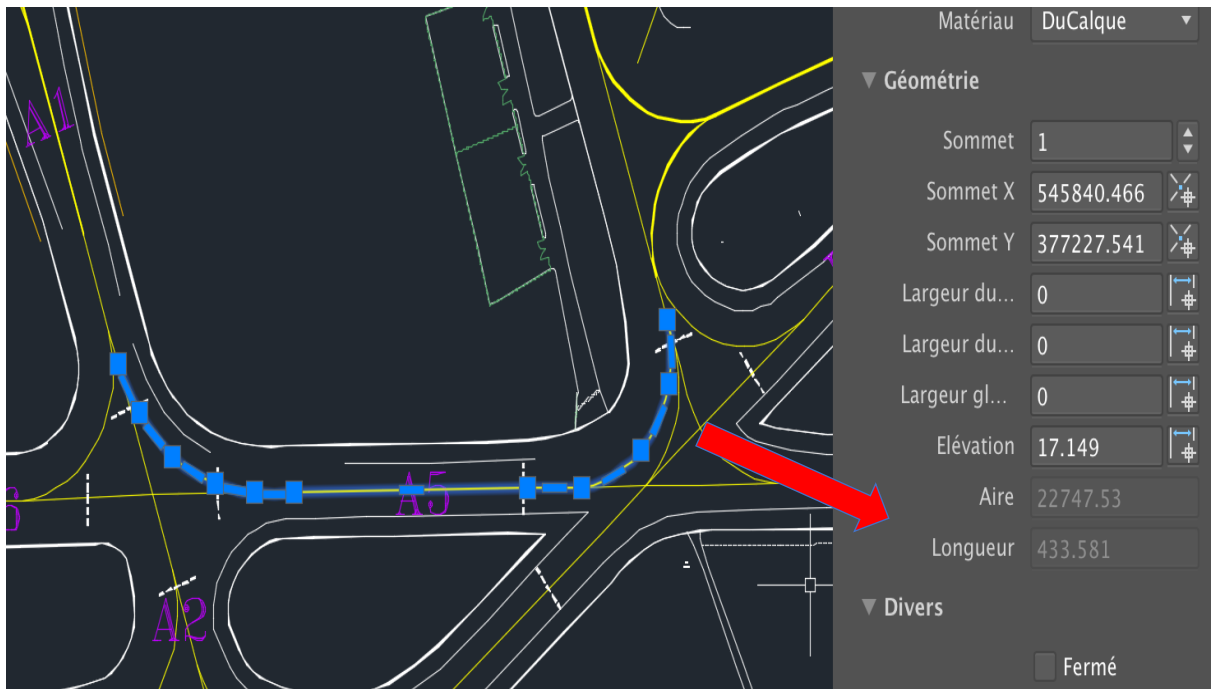 A1
A5
A2
Matériau DuCalque
Géométrie
Sommet 1
Sommet X 545840.466
Sommet Y 377227.541
Largeur du... 0
Largeur du... 0
Largeur gl... 0
Elévation 17.149
Aire 22747.53
Longueur 433.581
Divers
Fermé